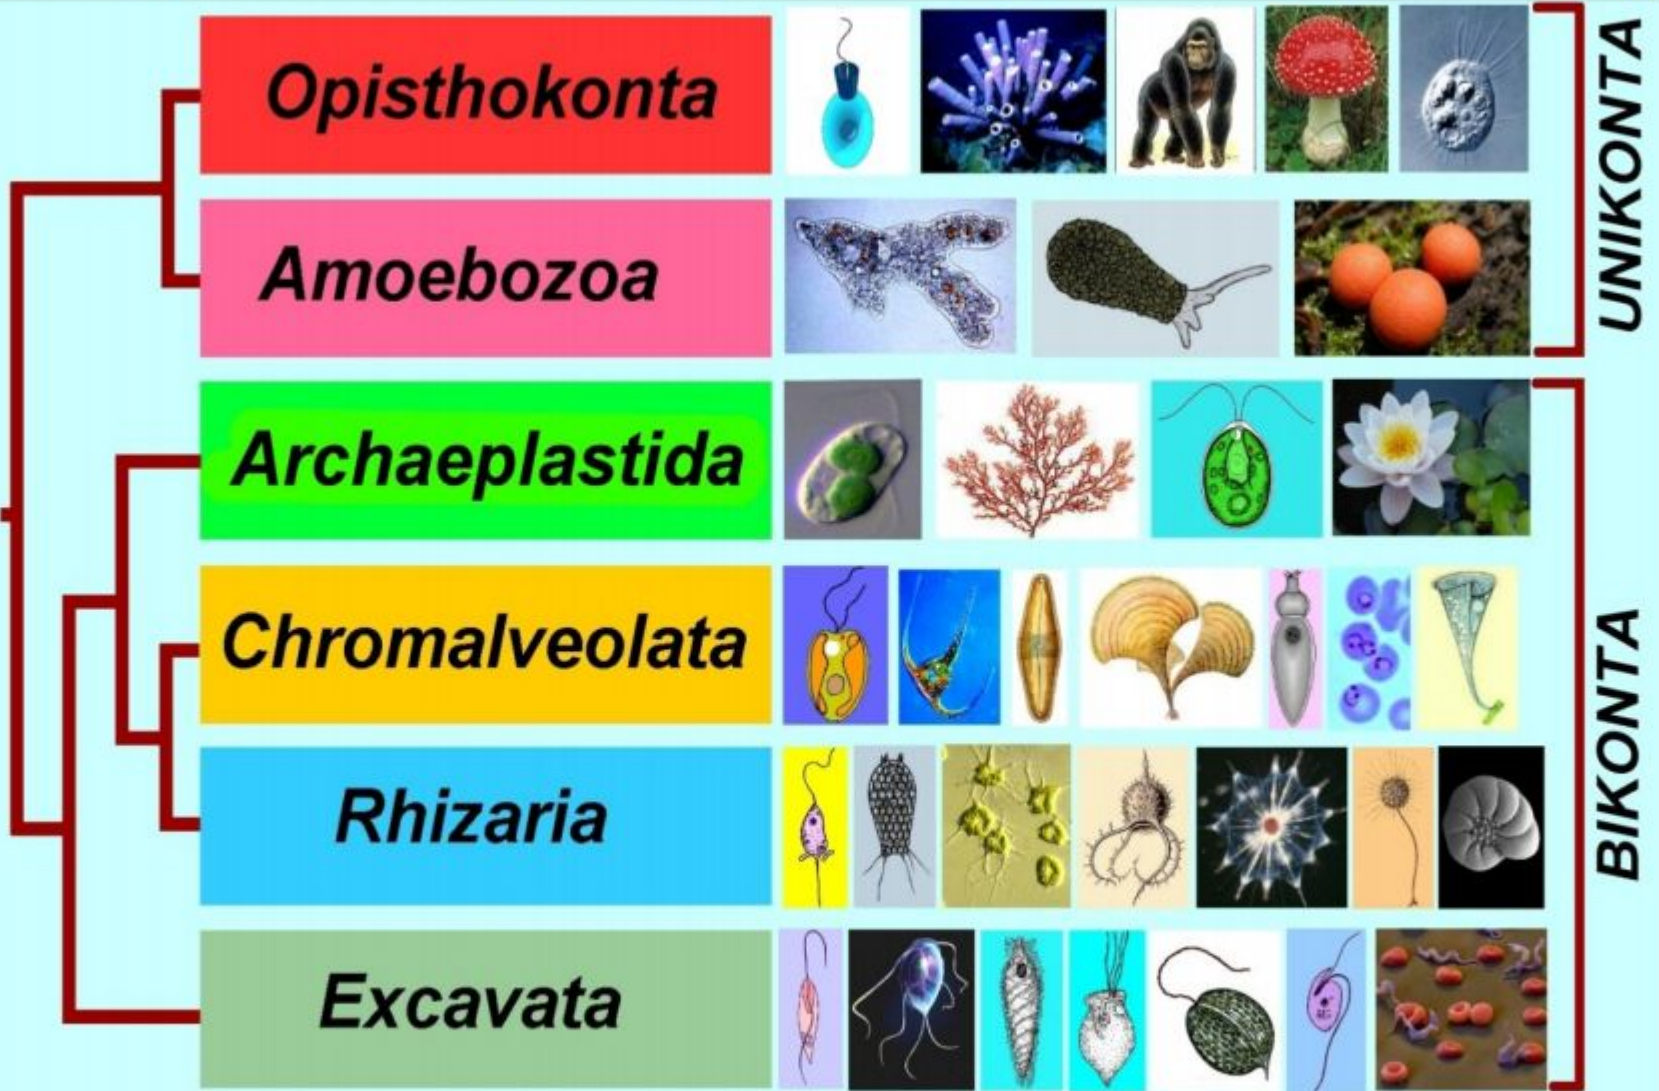 Opisthokonta
Amoebozoa
Archaeplastida
Chromalveolata
Rhizaria
Excavata
UNIKONTA
BIKONTA